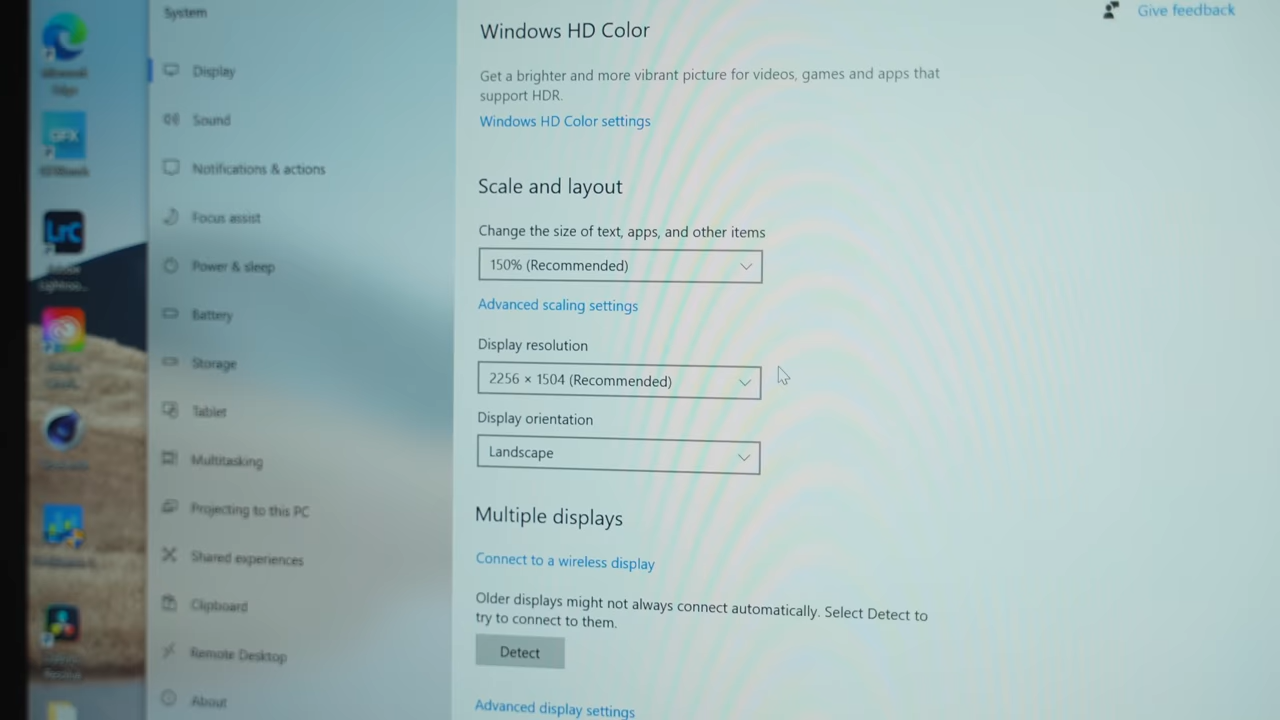 System
Display
Sound
Notifications & actions
Focus assist
Power & sleep
Battery
Storage
Tablet
Multitasking
Projecting to this PC
Shared experiences
Clipboard
Remote Desktop
About
Microsoft
Edge
GFX
LrC
Give feedback
Windows HD Color
Get a brighter and more vibrant picture for videos, games and apps that
support HDR.
Windows HD Color settings
Scale and layout
Change the size of text, apps, and other items
150% (Recommended)
Advanced scaling settings
Display resolution
2256 × 1504 (Recommended)
Display orientation
Landscape
Multiple displays
Connect to a wireless display
Older displays might not always connect automatically. Select Detect to
try to connect to them.
Detect
Advanced display settings